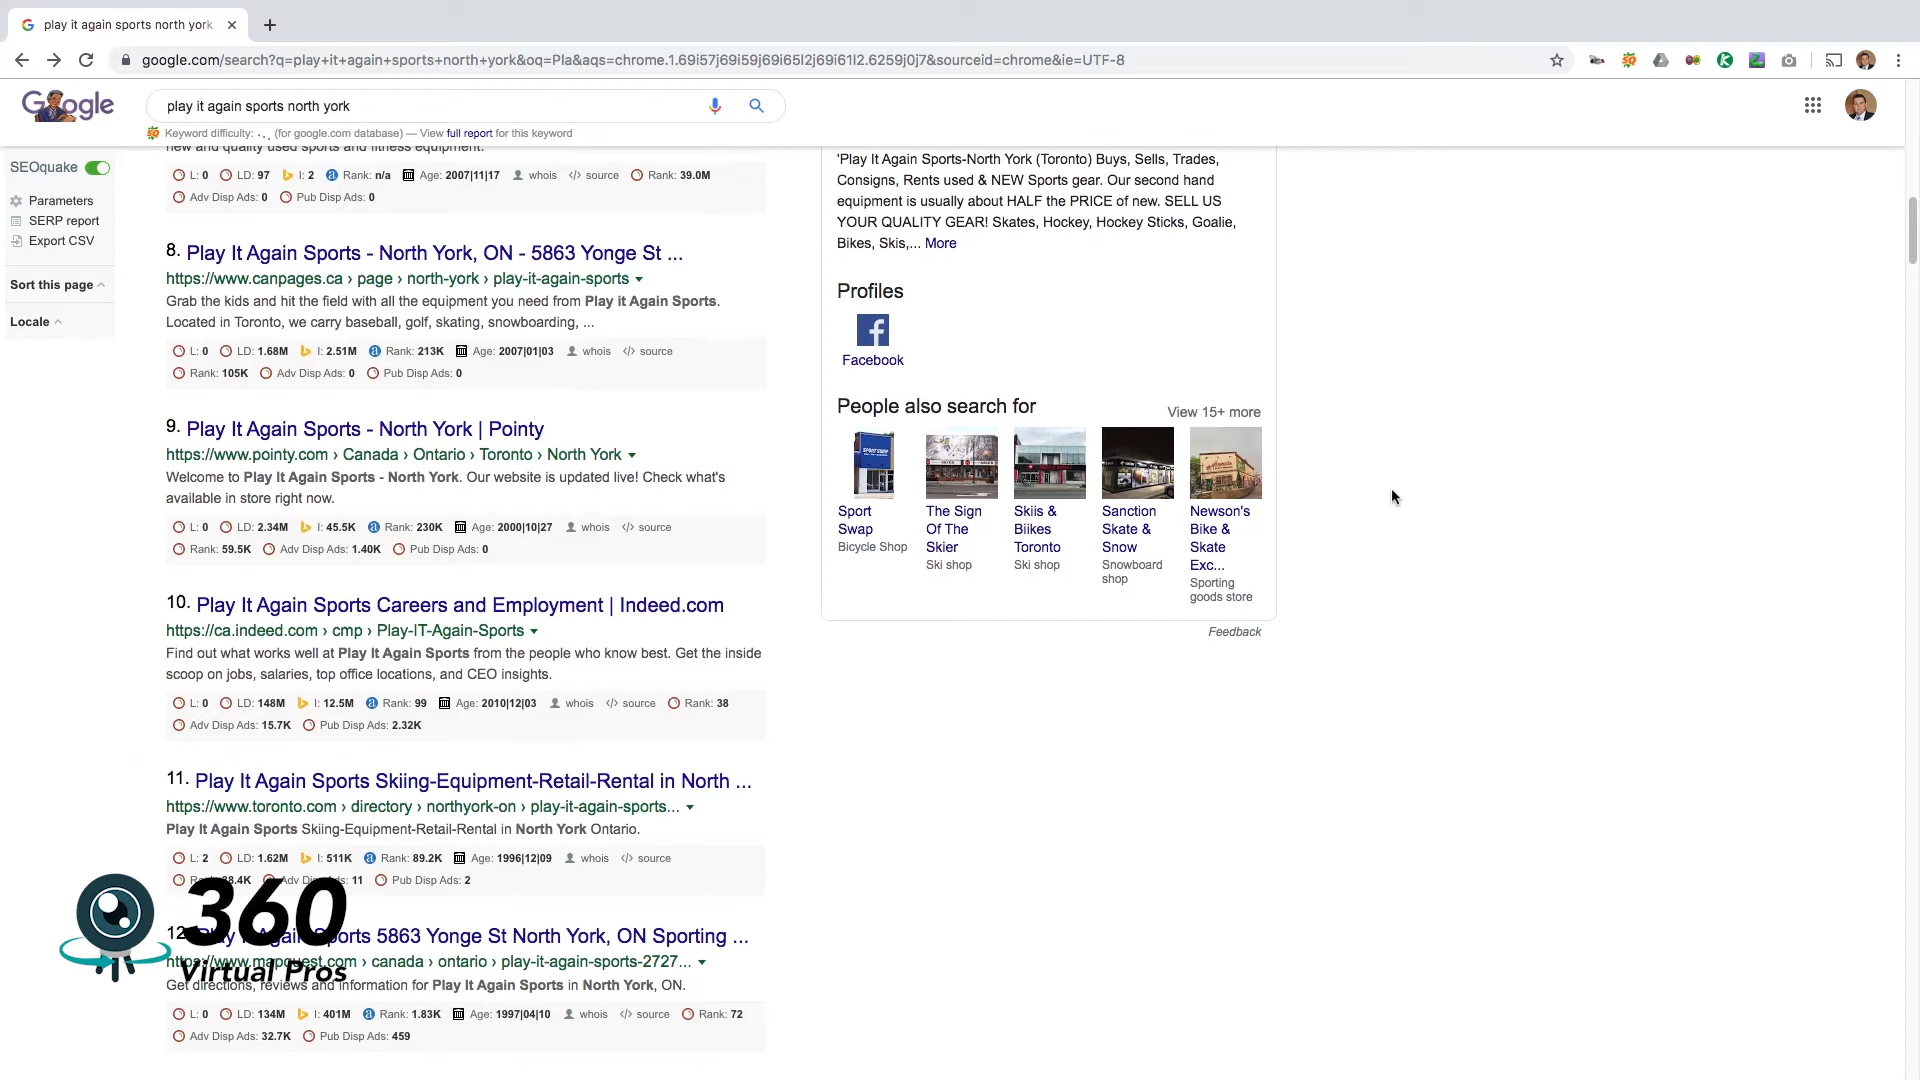 play it again sports north york
google.com/search?q=play+it+again+sports+north+york&oq=Pla&aqs=chrome.1.69i57j69i59j69i65l2j69i61l2.6259j0j7&sourceid=chrome&ie=UTF-8
Google
play it again sports north york
Keyword difficulty: ... (for google.com database) — View full report for this keyword
SEOquake
Parameters
SERP report
Export CSV
Sort this page
Locale
new and quality used sports and fitness equipment.
L: 0 LD: 97 I: 2 Rank: n/a Age: 2007|11|17 whois </> source Rank: 39.0M
Adv Disp Ads: 0 Pub Disp Ads: 0
8. Play It Again Sports - North York, ON - 5863 Yonge St ...
https://www.canpages.ca › page › north-york › play-it-again-sports
Grab the kids and hit the field with all the equipment you need from Play it Again Sports.
Located in Toronto, we carry baseball, golf, skating, snowboarding, ...
L: 0 LD: 1.68M I: 2.51M Rank: 213K Age: 2007|01|03 whois </> source
Rank: 105K Adv Disp Ads: 0 Pub Disp Ads: 0
9. Play It Again Sports - North York | Pointy
https://www.pointy.com › Canada › Ontario › Toronto › North York
Welcome to Play It Again Sports - North York. Our website is updated live! Check what's
available in store right now.
L: 0 LD: 2.34M I: 45.5K Rank: 230K Age: 2000|10|27 whois </> source
Rank: 59.5K Adv Disp Ads: 1.40K Pub Disp Ads: 0
10. Play It Again Sports Careers and Employment | Indeed.com
https://ca.indeed.com › cmp › Play-IT-Again-Sports
Find out what works well at Play It Again Sports from the people who know best. Get the inside
scoop on jobs, salaries, top office locations, and CEO insights.
L: 0 LD: 148M I: 12.5M Rank: 99 Age: 2010|12|03 whois </> source Rank: 38
Adv Disp Ads: 15.7K Pub Disp Ads: 2.32K
11. Play It Again Sports Skiing-Equipment-Retail-Rental in North ...
https://www.toronto.com › directory › northyork-on › play-it-again-sports...
Play It Again Sports Skiing-Equipment-Retail-Rental in North York Ontario.
L: 2 LD: 1.62M I: 511K Rank: 89.2K Age: 1996|12|09 whois </> source
Adv Disp Ads: 11 Pub Disp Ads: 2
12. Play It Again Sports 5863 Yonge St North York, ON Sporting ...
https://www.mapquest.com › canada › ontario › play-it-again-sports-2727...
Get directions, reviews and information for Play It Again Sports in North York, ON.
L: 0 LD: 134M I: 401M Rank: 1.83K Age: 1997|04|10 whois </> source Rank: 72
Adv Disp Ads: 32.7K Pub Disp Ads: 459
360
Virtual Pros
'Play It Again Sports-North York (Toronto) Buys, Sells, Trades,
Consigns, Rents used & NEW Sports gear. Our second hand
equipment is usually about HALF the PRICE of new. SELL US
YOUR QUALITY GEAR! Skates, Hockey, Hockey Sticks, Goalie,
Bikes, Skis,... More
Profiles
Facebook
People also search for
View 15+ more
Sport
Swap
Bicycle Shop
The Sign
Of The
Skier
Ski shop
Skiis &
Biikes
Toronto
Ski shop
Sanction
Skate &
Snow
Snowboard
shop
Newson's
Bike &
Skate
Exc...
Sporting
goods store
Feedback